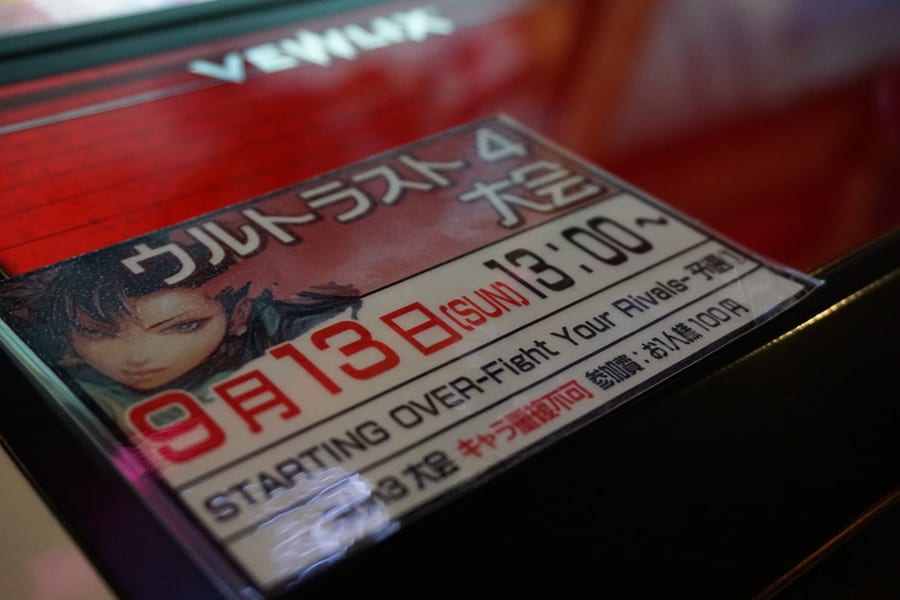 VEWLIX
ウルトラスト4
大会
9月13日(SUN)13:00～
STARTING OVER-Fight Your Rivals- 予選
3大会 キャラ重複不可 参加費:お1人様100円